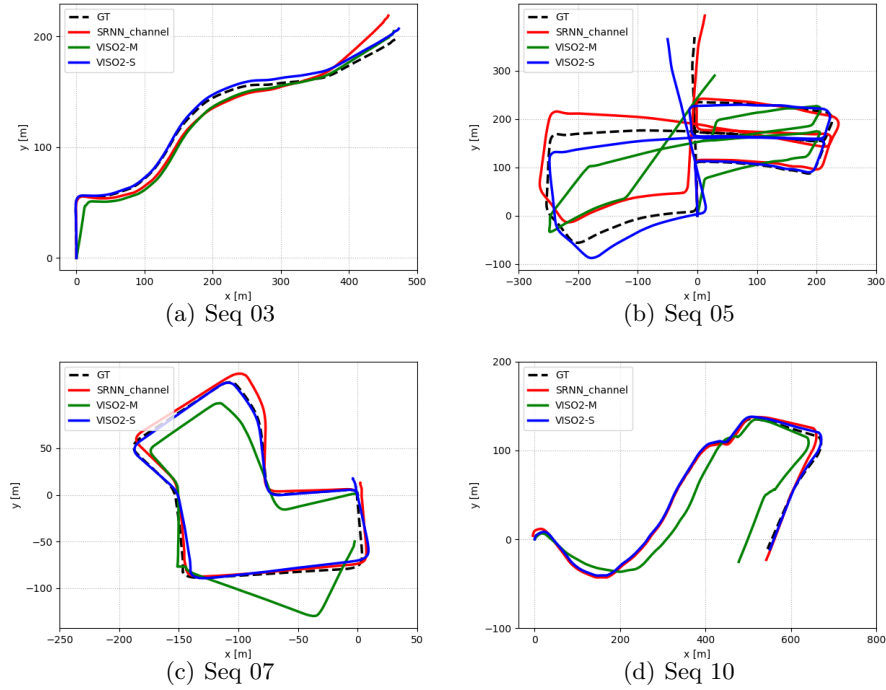 GT
SRNN_channel
VISO2-M
VISO2-S
200
100
0
y [m]
0 100 200 300 400 500
x [m]
(a) Seq 03
GT
SRNN_channel
VISO2-M
VISO2-S
300
200
100
0
−100
y [m]
−300 −200 −100 0 100 200 300
x [m]
(b) Seq 05
GT
SRNN_channel
VISO2-M
VISO2-S
50
0
−50
−100
y [m]
−250 −200 −150 −100 −50 0 50
x [m]
(c) Seq 07
GT
SRNN_channel
VISO2-M
VISO2-S
200
100
0
−100
y [m]
0 200 400 600 800
x [m]
(d) Seq 10